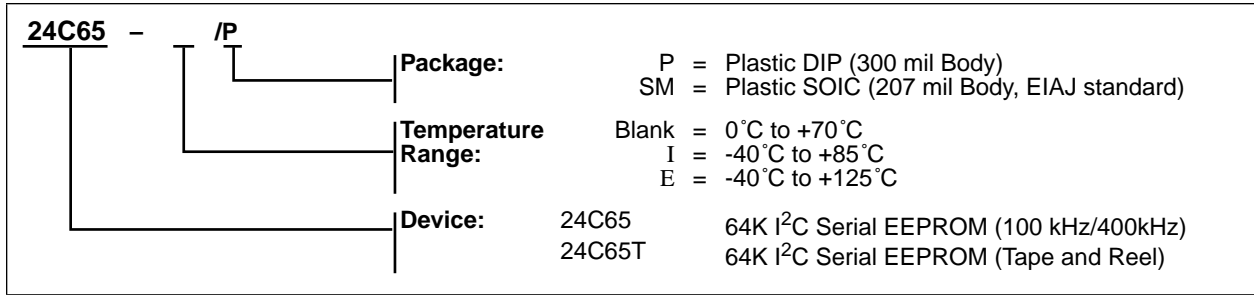 24C65 – /P
Package: P = Plastic DIP (300 mil Body)
SM = Plastic SOIC (207 mil Body, EIAJ standard)
Temperature Blank = 0˚C to +70˚C
Range: I = -40˚C to +85˚C
E = -40˚C to +125˚C
Device: 24C65 64K I2C Serial EEPROM (100 kHz/400kHz)
24C65T 64K I2C Serial EEPROM (Tape and Reel)